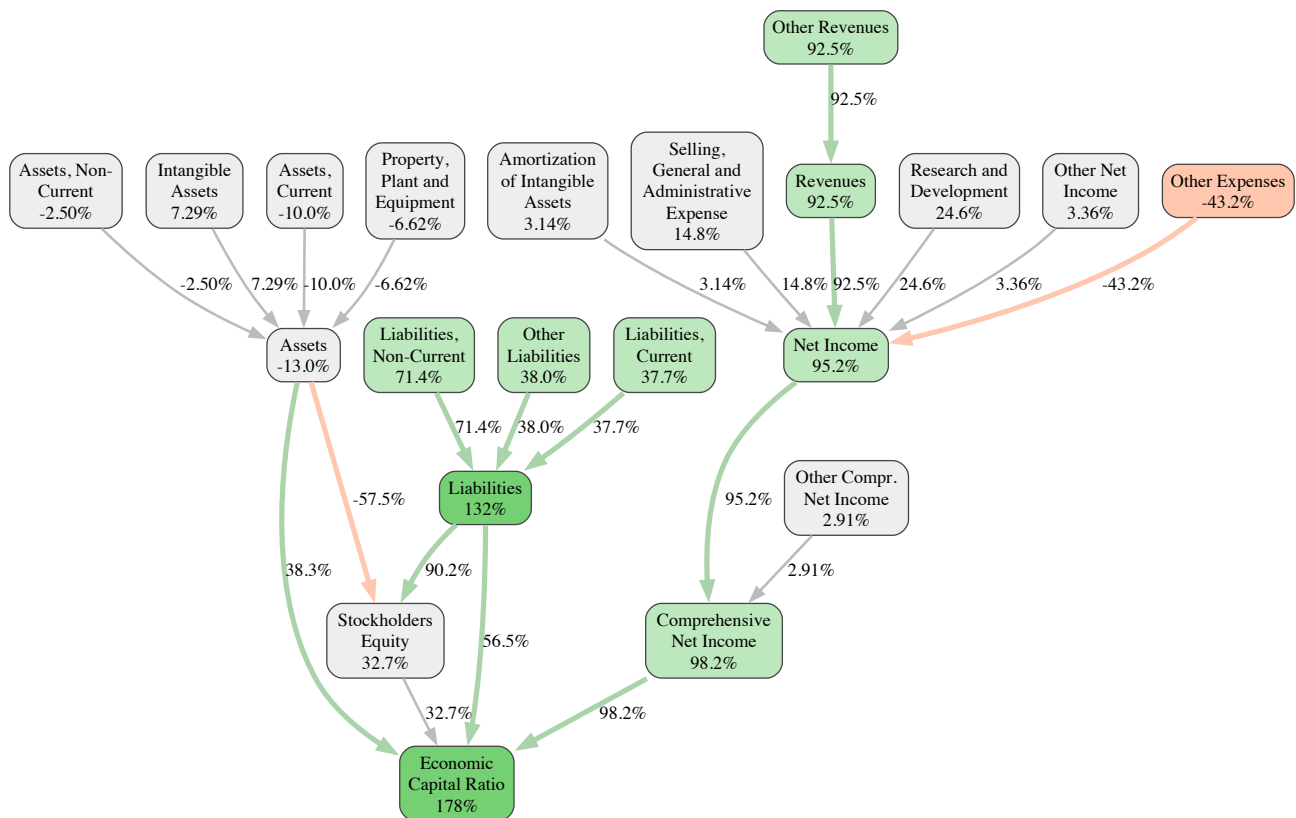 Other Revenues
92.5%
92.5%
Assets, Non-
Current
-2.50%
Intangible
Assets
7.29%
Assets,
Current
-10.0%
Property,
Plant and
Equipment
-6.62%
Amortization
of Intangible
Assets
3.14%
Selling,
General and
Administrative
Expense
14.8%
Revenues
92.5%
Research and
Development
24.6%
Other Net
Income
3.36%
Other Expenses
-43.2%
-2.50%
7.29%
-10.0%
-6.62%
3.14%
14.8%
92.5%
24.6%
3.36%
-43.2%
Assets
-13.0%
Liabilities,
Non-Current
71.4%
Other
Liabilities
38.0%
Liabilities,
Current
37.7%
Net Income
95.2%
71.4%
38.0%
37.7%
Liabilities
132%
Other Compr.
Net Income
2.91%
-57.5%
95.2%
38.3%
90.2%
2.91%
Stockholders
Equity
32.7%
56.5%
Comprehensive
Net Income
98.2%
32.7%
98.2%
Economic
Capital Ratio
178%